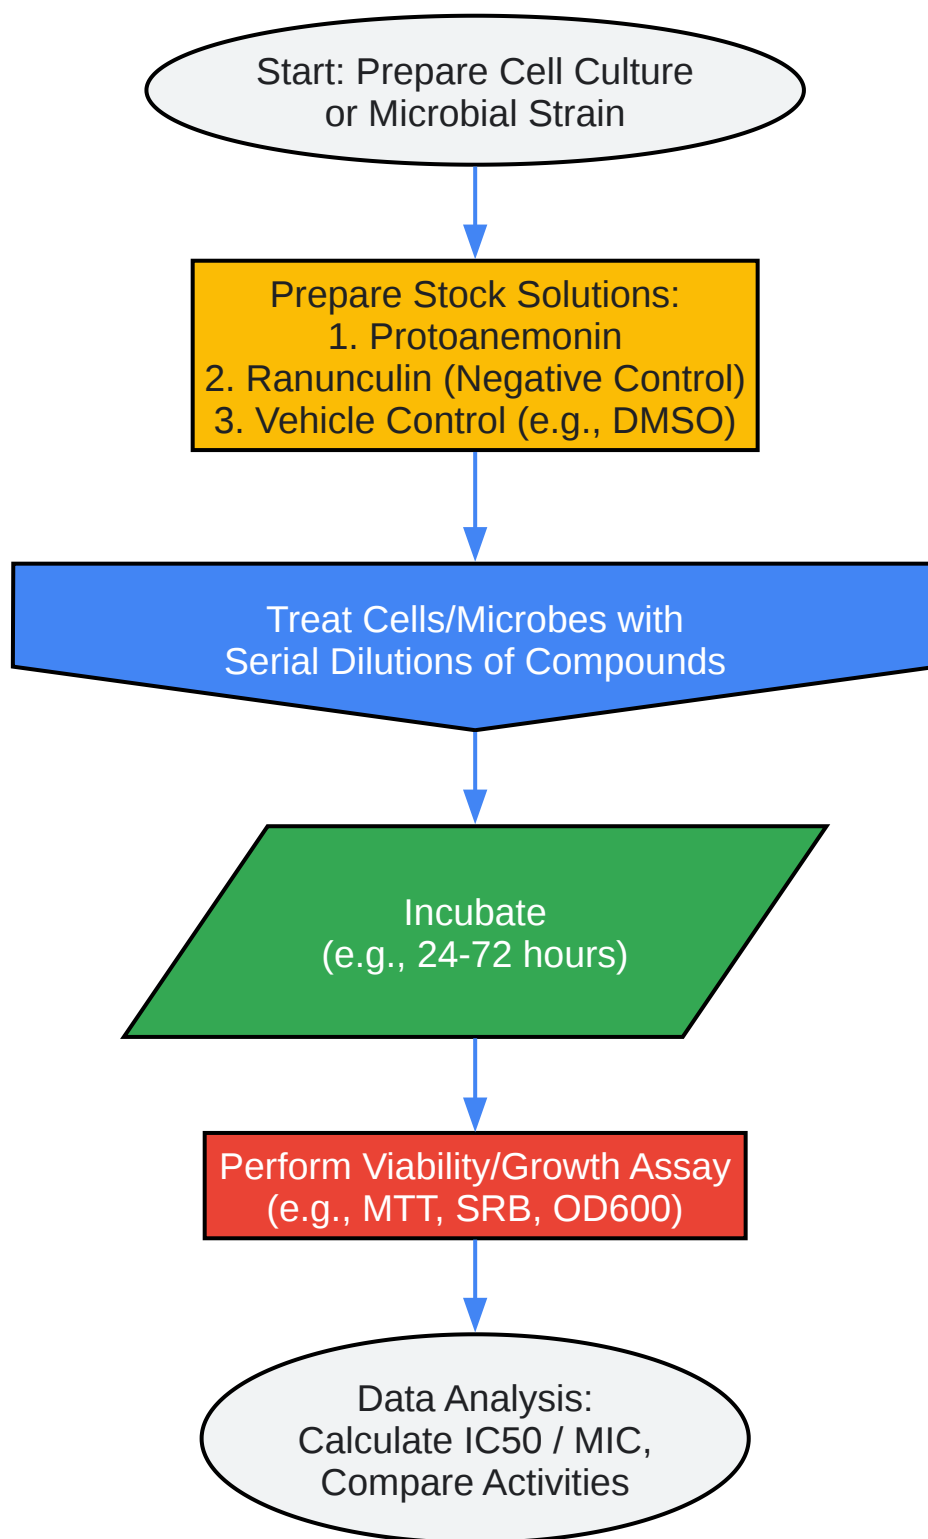 Start: Prepare Cell Culture
or Microbial Strain
Prepare Stock Solutions:
1. Protoanemonin
2. Ranunculin (Negative Control)
3. Vehicle Control (e.g., DMSO)
Treat Cells/Microbes with
Serial Dilutions of Compounds
Incubate
(e.g., 24-72 hours)
Perform Viability/Growth Assay
(e.g., MTT, SRB, OD600)
Data Analysis:
Calculate IC50 / MIC,
Compare Activities